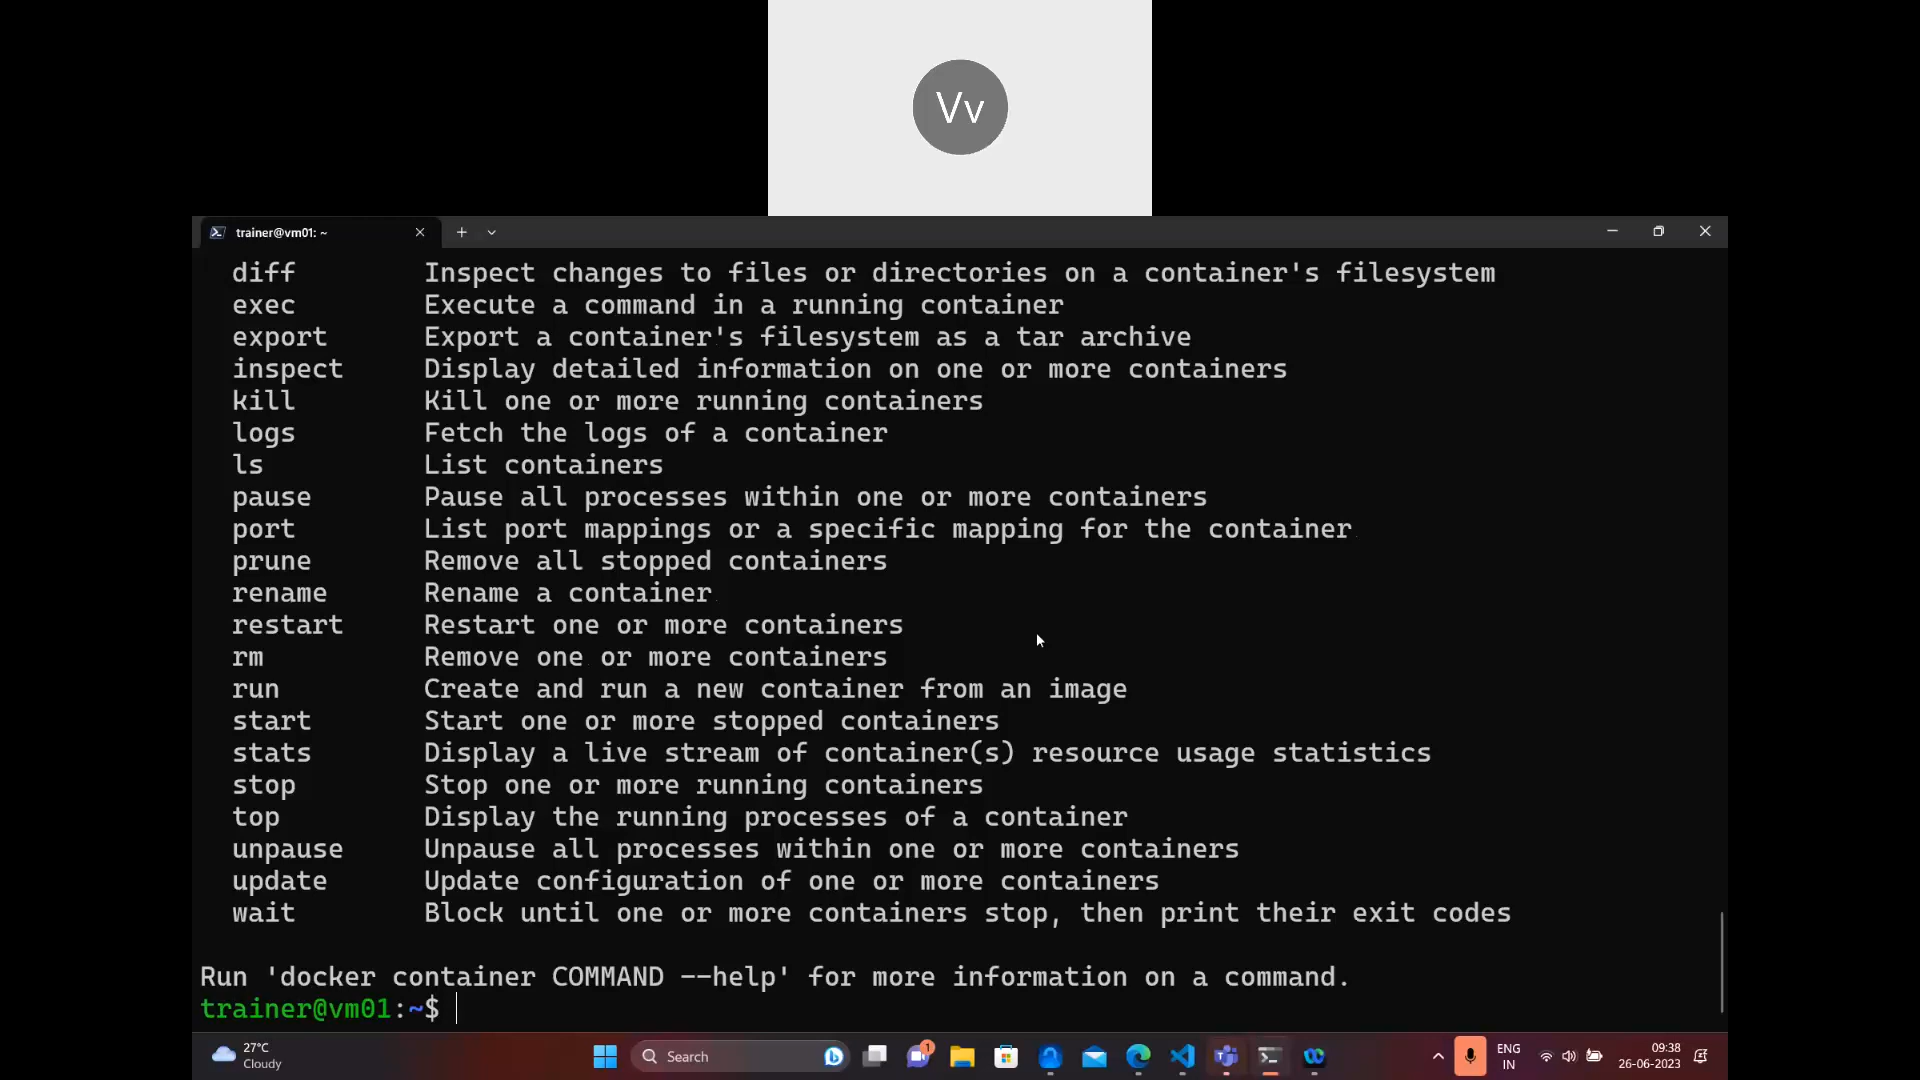 Vv
trainer@vm01: ~
diff Inspect changes to files or directories on a container's filesystem
exec Execute a command in a running container
export Export a container's filesystem as a tar archive
inspect Display detailed information on one or more containers
kill Kill one or more running containers
logs Fetch the logs of a container
ls List containers
pause Pause all processes within one or more containers
port List port mappings or a specific mapping for the container
prune Remove all stopped containers
rename Rename a container
restart Restart one or more containers
rm Remove one or more containers
run Create and run a new container from an image
start Start one or more stopped containers
stats Display a live stream of container(s) resource usage statistics
stop Stop one or more running containers
top Display the running processes of a container
unpause Unpause all processes within one or more containers
update Update configuration of one or more containers
wait Block until one or more containers stop, then print their exit codes
Run 'docker container COMMAND --help' for more information on a command.
trainer@vm01:~$
27°C
Cloudy
Search
1
ENG
IN
09:38
26-06-2023